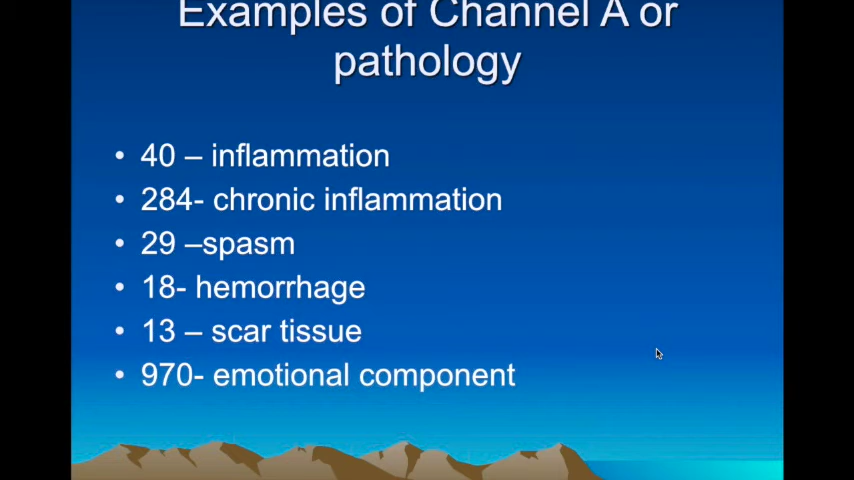 Examples of Channel A or
pathology
• 40 – inflammation
• 284- chronic inflammation
• 29 –spasm
• 18- hemorrhage
• 13 – scar tissue
• 970- emotional component